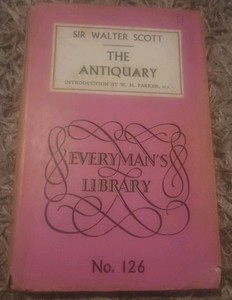 SIR WALTER SCOTT
THE
ANTIQUARY
INTRODUCTION BY W. M. PARKER,
EVERYMAN'S
LIBRARY
No. 126